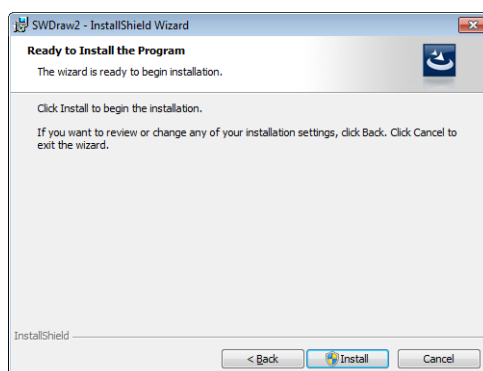 SWDraw2 - InstallShield Wizard
Ready to Install the Program
The wizard is ready to begin installation.
Click Install to begin the installation.
If you want to review or change any of your installation settings, click Back. Click Cancel to
exit the wizard.
InstallShield
< Back Install Cancel